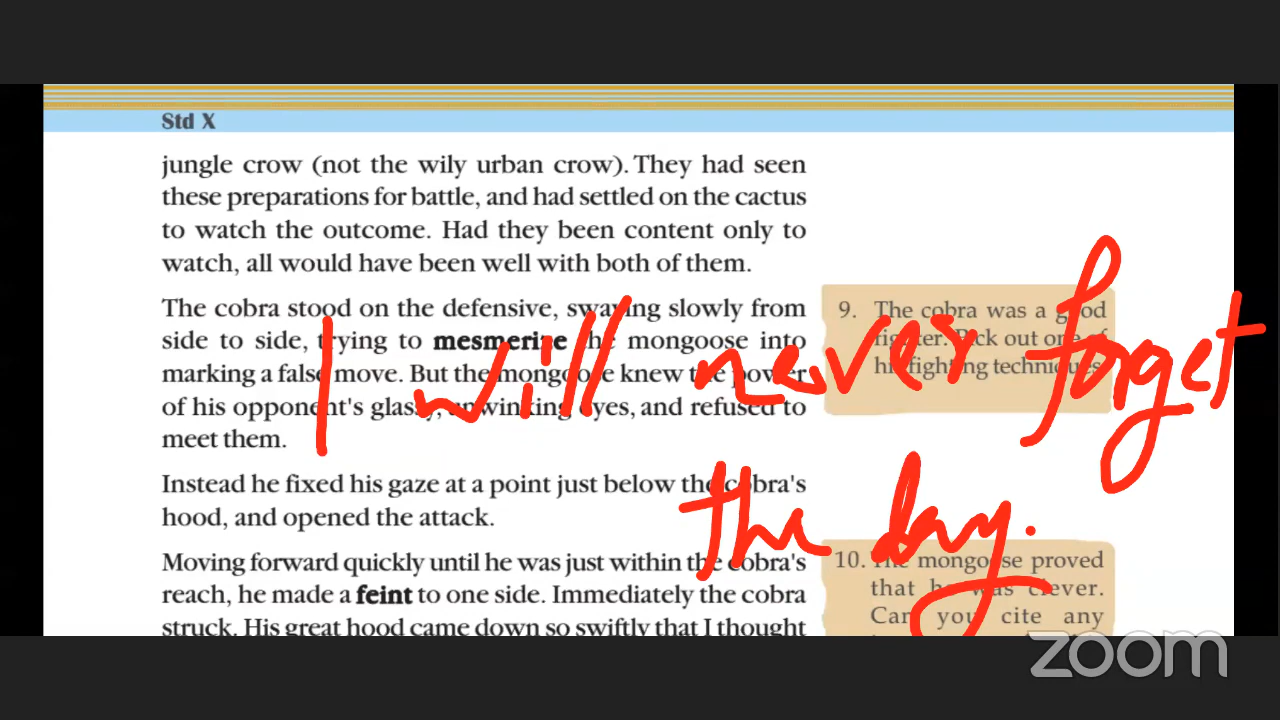 Std X
jungle crow (not the wily urban crow). They had seen
these preparations for battle, and had settled on the cactus
to watch the outcome. Had they been content only to
watch, all would have been well with both of them.
The cobra stood on the defensive, swaying slowly from
side to side, trying to mesmerize the mongoose into
marking a false move. But the mongoose knew the power
of his opponent's glassy, unwinking eyes, and refused to
meet them.
Instead he fixed his gaze at a point just below the cobra's
hood, and opened the attack.
Moving forward quickly until he was just within the cobra's
reach, he made a feint to one side. Immediately the cobra
struck. His great hood came down so swiftly that I thought
9. The cobra was a good
fighter. Pick out one of
his fighting techniques
10. The mongoose proved
that he was clever.
Can you cite any
I will never forget
the day.
zoom